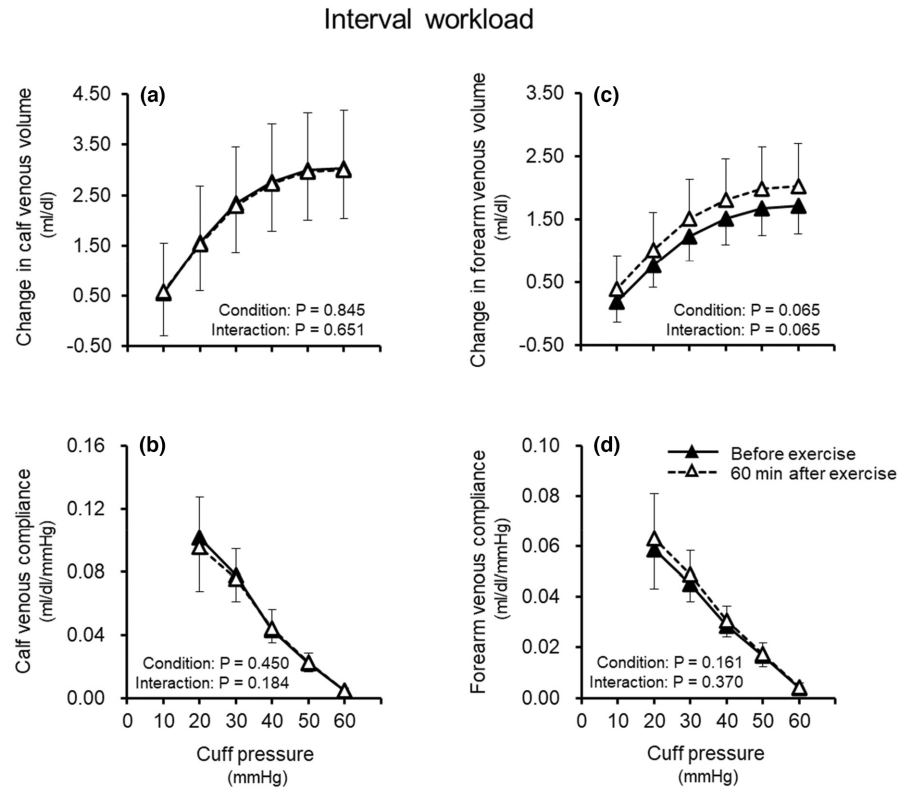 Interval workload
(a)
Change in calf venous volume
(ml/dl)
4.50
3.50
2.50
1.50
0.50
-0.50
Condition: P = 0.845
Interaction: P = 0.651
(c)
Change in forearm venous volume
(ml/dl)
3.50
2.50
1.50
0.50
-0.50
Condition: P = 0.065
Interaction: P = 0.065
(b)
Calf venous compliance
(ml/dl/mmHg)
0.16
0.12
0.08
0.04
0.00
Condition: P = 0.450
Interaction: P = 0.184
0 10 20 30 40 50 60
Cuff pressure
(mmHg)
(d)
Forearm venous compliance
(ml/dl/mmHg)
0.10
0.08
0.06
0.04
0.02
0.00
Before exercise
60 min after exercise
Condition: P = 0.161
Interaction: P = 0.370
0 10 20 30 40 50 60
Cuff pressure
(mmHg)